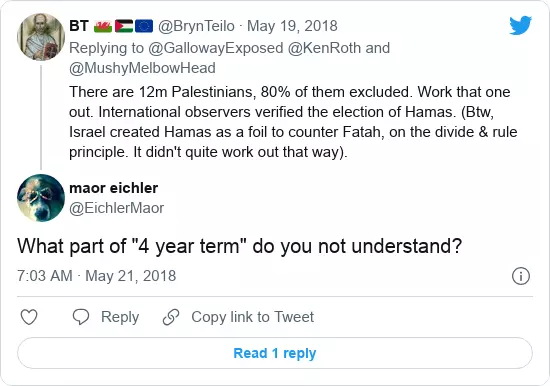 BT 🏴󠁧󠁢󠁷󠁬󠁳󠁿🇵🇸🇪🇺 @BrynTeilo · May 19, 2018
Replying to @GallowayExposed @KenRoth and
@MushyMelbowHead
There are 12m Palestinians, 80% of them excluded. Work that one
out. International observers verified the election of Hamas. (Btw,
Israel created Hamas as a foil to counter Fatah, on the divide & rule
principle. It didn't quite work out that way).
maor eichler
@EichlerMaor
What part of "4 year term" do you not understand?
7:03 AM · May 21, 2018
Reply
Copy link to Tweet
Read 1 reply